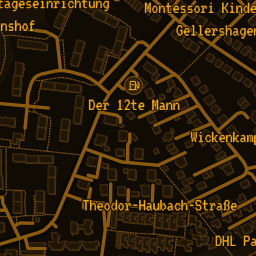 tageseinrichtung
Montessori Kinde
nshof
Gellershagen
Der 12te Mann
Wickenkamp
Theodor-Haubach-Straße
DHL Pa